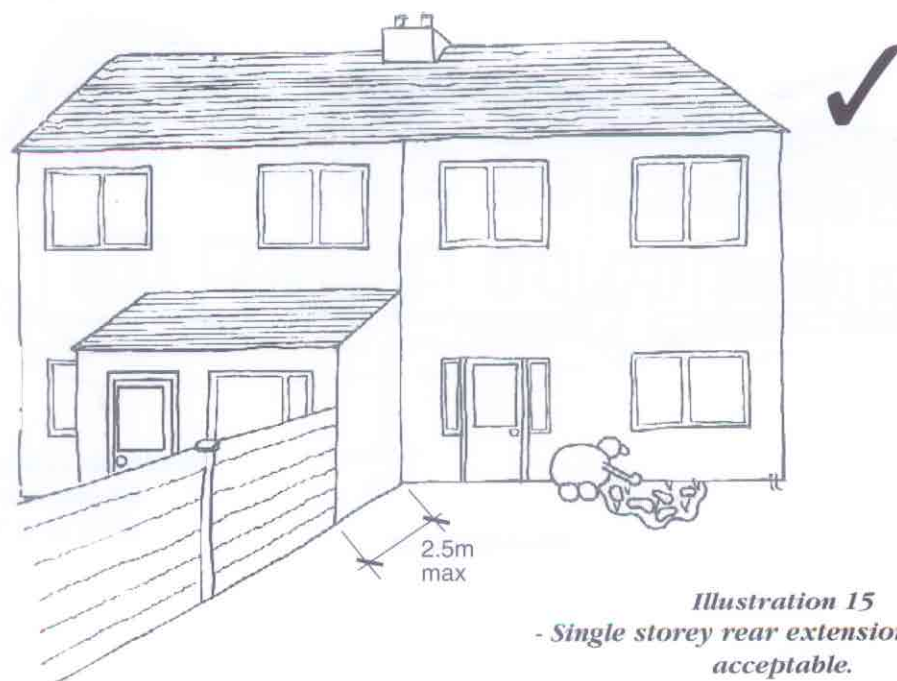 2.5m
max
Illustration 15
- Single storey rear extension
acceptable.